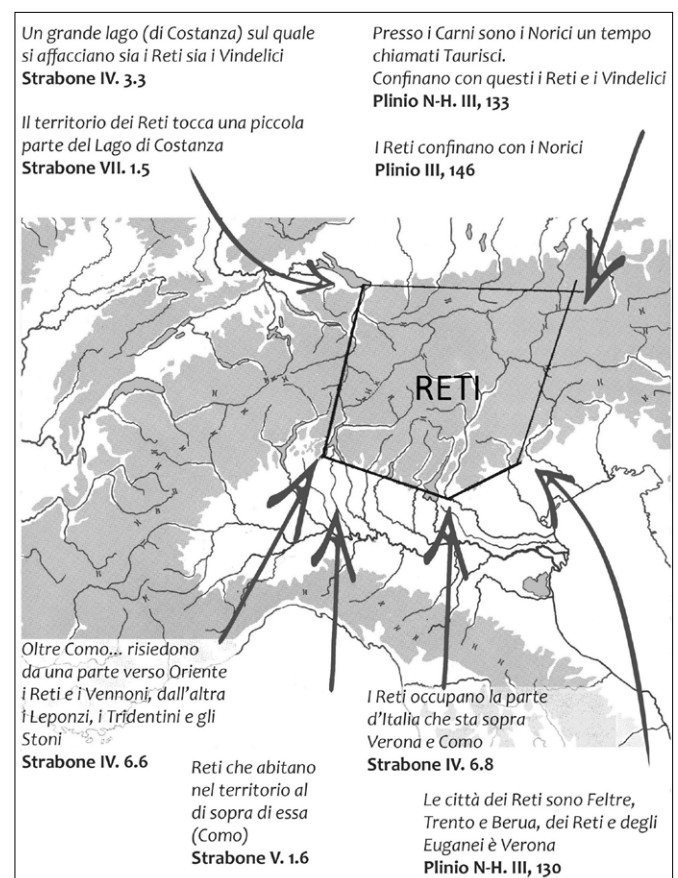 Un grande lago (di Costanza) sul quale
si affacciano sia i Reti sia i Vindelici
Strabone IV. 3.3
Il territorio dei Reti tocca una piccola
parte del Lago di Costanza
Strabone VII. 1.5
Presso i Carni sono i Norici un tempo
chiamati Taurisci.
Confinano con questi i Reti e i Vindelici
Plinio N-H. III, 133
I Reti confinano con i Norici
Plinio III, 146
RETI
Oltre Como... risiedono
da una parte verso Oriente
i Reti e i Vennoni, dall'altra
i Leponzi, i Tridentini e gli
Stoni
Strabone IV. 6.6
Reti che abitano
nel territorio al
di sopra di essa
(Como)
Strabone V. 1.6
I Reti occupano la parte
d'Italia che sta sopra
Verona e Como
Strabone IV. 6.8
Le città dei Reti sono Feltre,
Trento e Berua, dei Reti e degli
Euganei è Verona
Plinio N-H. III, 130